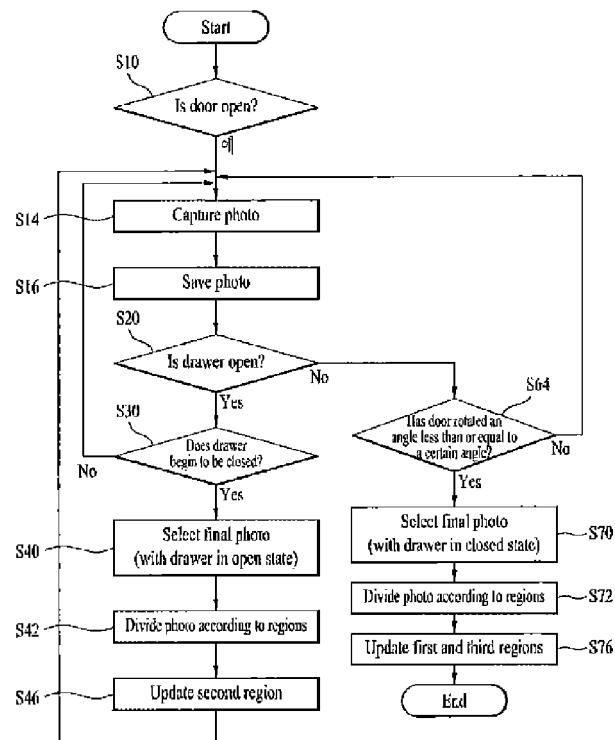 Start
S10
Is door open?
예
S14
Capture photo
S16
Save photo
S20
Is drawer open?
No
Yes
S30
Does drawer
begin to be closed?
No
Yes
S64
Has door rotated an
angle less than or equal to
a certain angle?
No
Yes
S40
Select final photo
(with drawer in open state)
Select final photo
(with drawer in closed state)
S70
S42
Divide photo according to regions
Divide photo according to regions
S72
S46
Update second region
Update first and third regions
S76
End